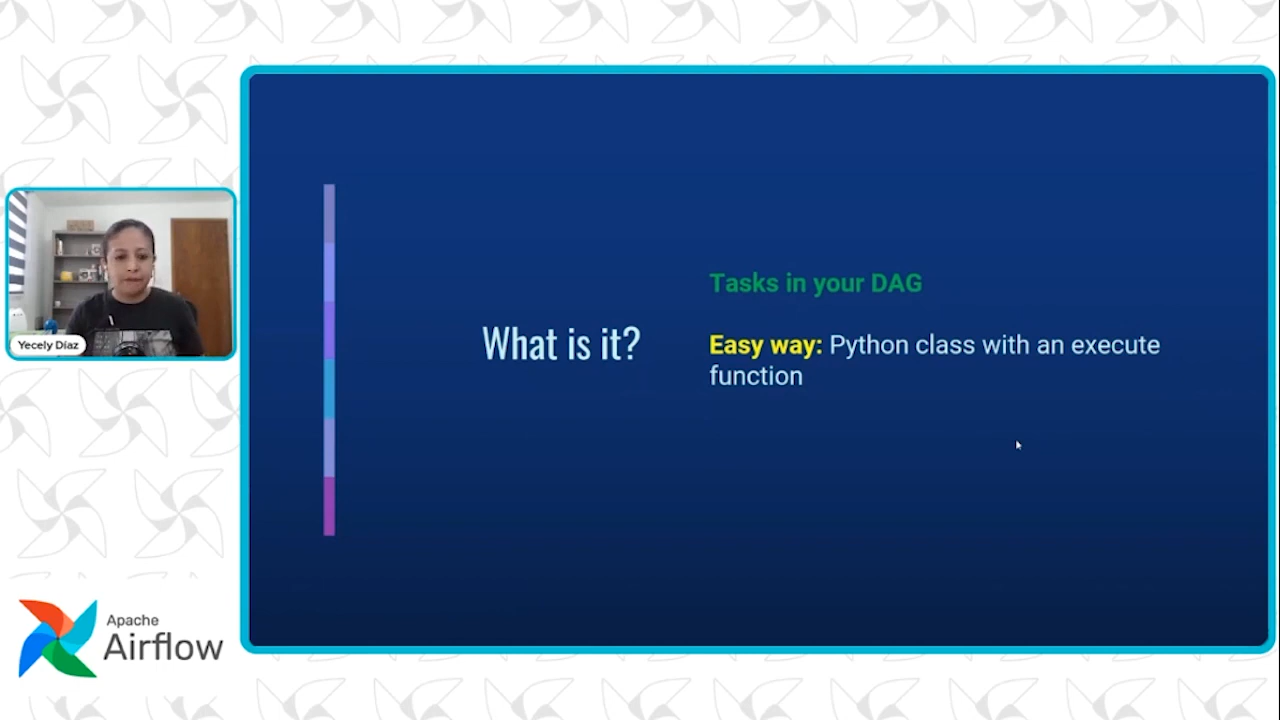 What is it?
Tasks in your DAG
Easy way: Python class with an execute
function
Yecely Díaz
Apache
Airflow